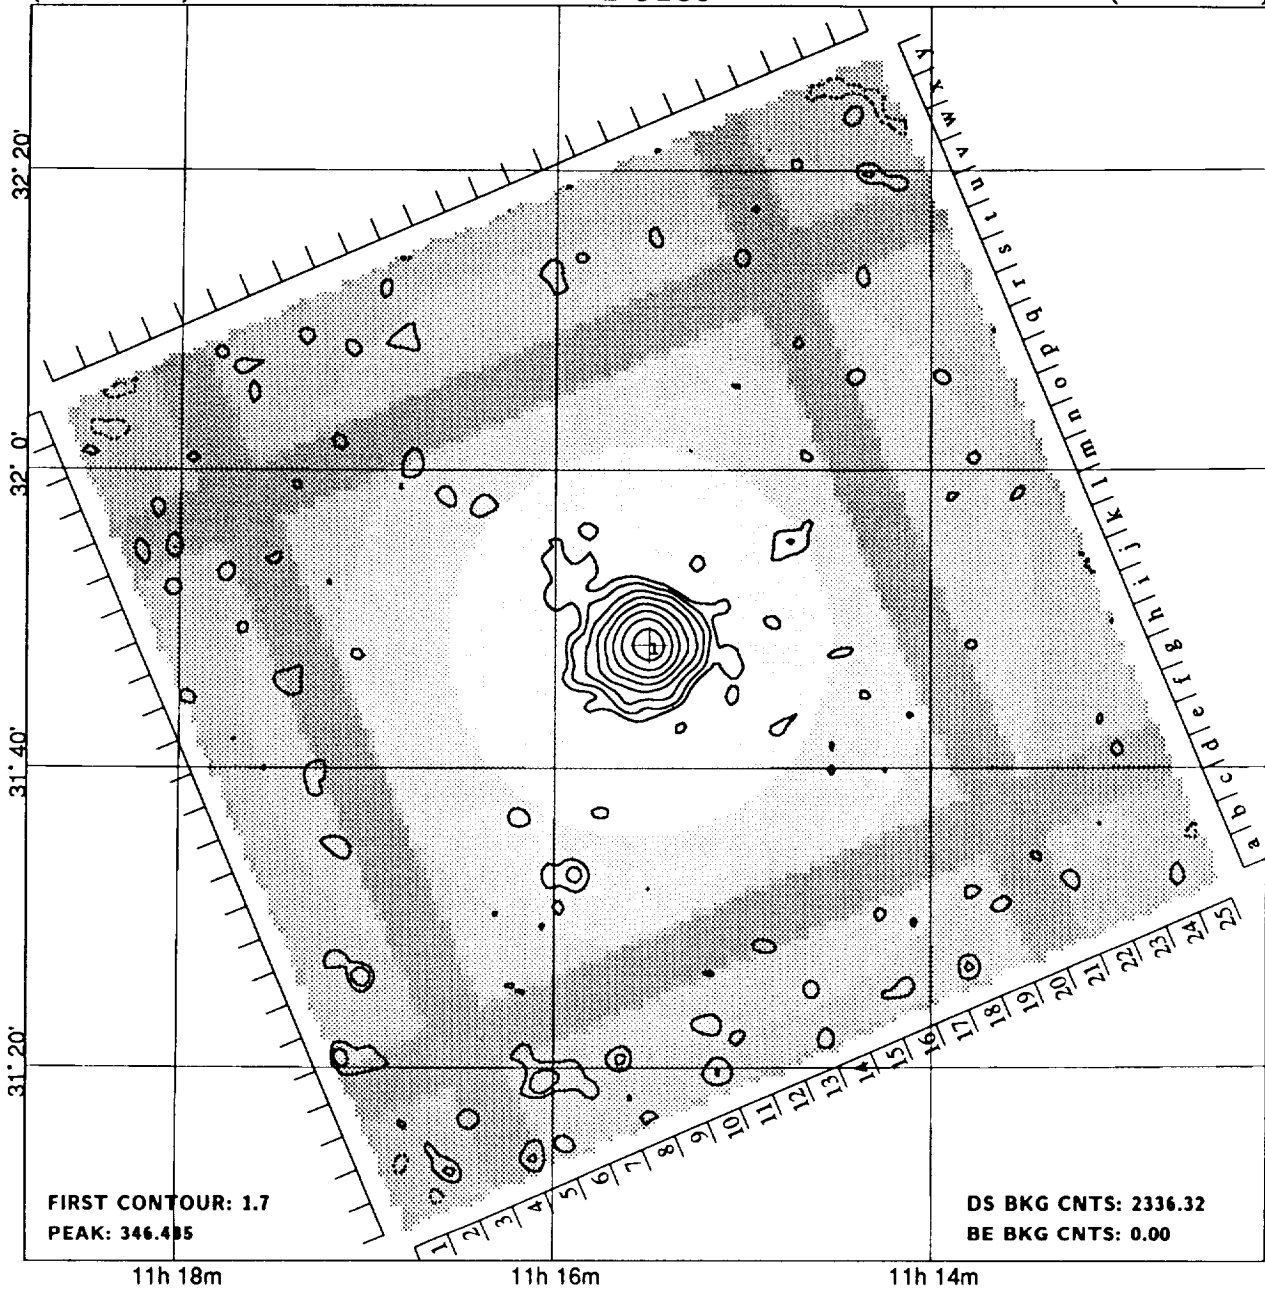 32° 20'
32° 0'
31° 40'
31° 20'
y x w v u t s r q p o n m l k j i h g f e d c b a
1
1 2 3 4 5 6 7 8 9 10 11 12 13 14 15 16 17 18 19 20 21 22 23 24 25
FIRST CONTOUR: 1.7
PEAK: 346.485
DS BKG CNTS: 2336.32
BE BKG CNTS: 0.00
11h 18m
11h 16m
11h 14m